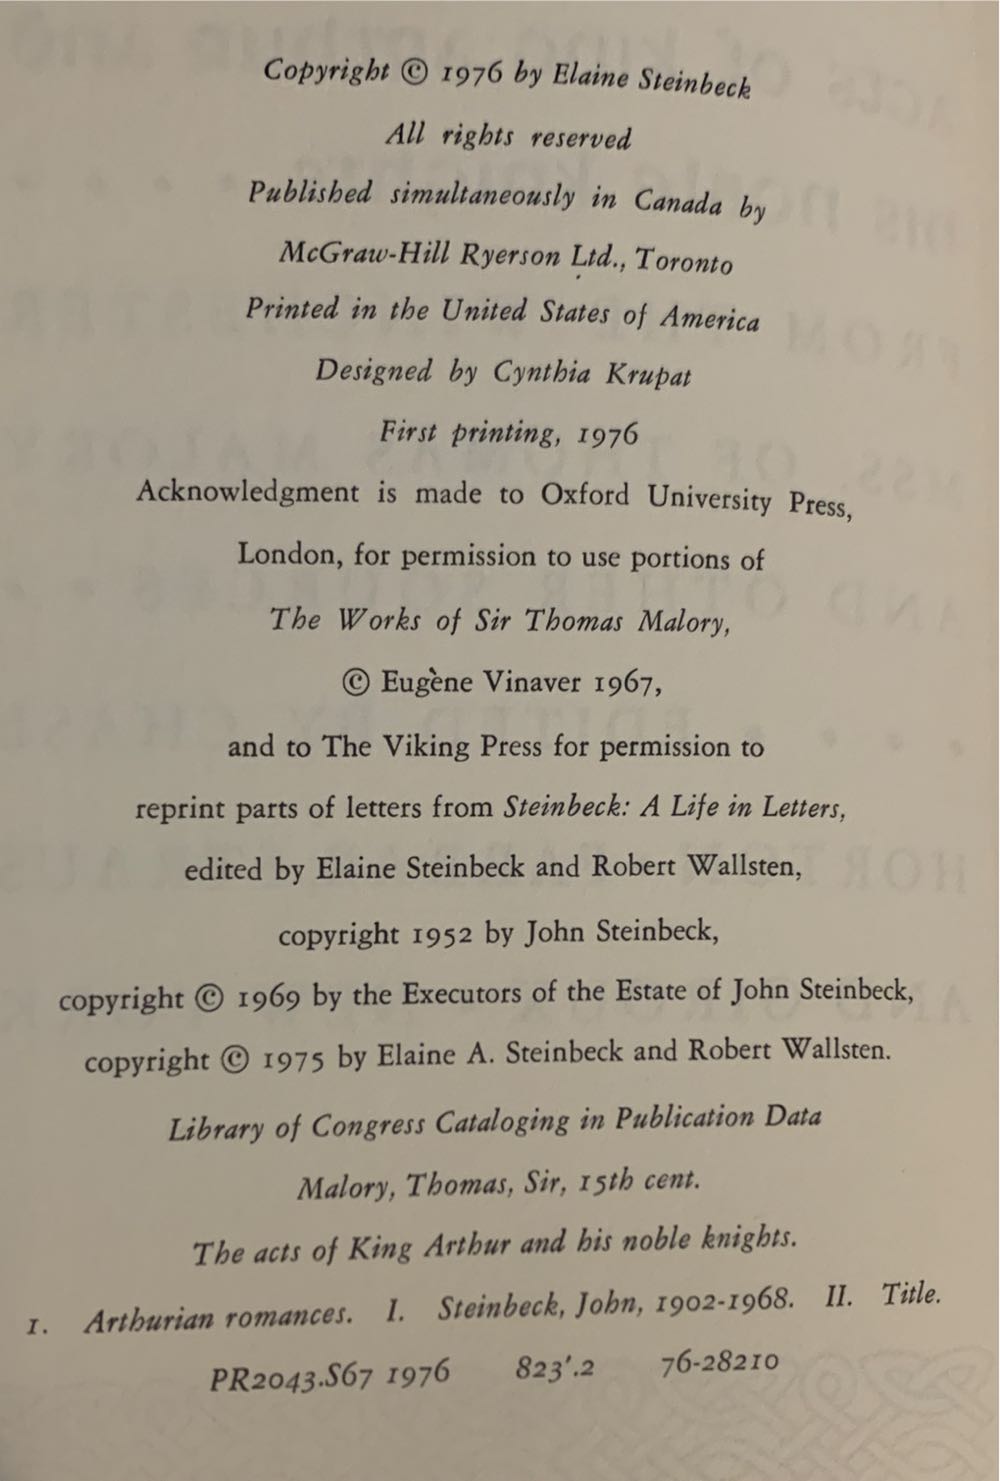 Copyright © 1976 by Elaine Steinbeck
All rights reserved
Published simultaneously in Canada by
McGraw-Hill Ryerson Ltd., Toronto
Printed in the United States of America
Designed by Cynthia Krupat
First printing, 1976
Acknowledgment is made to Oxford University Press,
London, for permission to use portions of
The Works of Sir Thomas Malory,
© Eugène Vinaver 1967,
and to The Viking Press for permission to
reprint parts of letters from Steinbeck: A Life in Letters,
edited by Elaine Steinbeck and Robert Wallsten,
copyright 1952 by John Steinbeck,
copyright © 1969 by the Executors of the Estate of John Steinbeck,
copyright © 1975 by Elaine A. Steinbeck and Robert Wallsten.
Library of Congress Cataloging in Publication Data
Malory, Thomas, Sir, 15th cent.
The acts of King Arthur and his noble knights.
1. Arthurian romances. I. Steinbeck, John, 1902-1968. II. Title.
PR2043.S67 1976 823'.2 76-28210